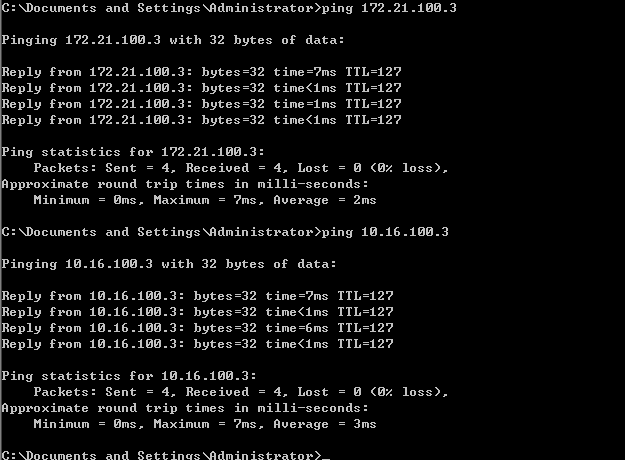 C:\Documents and Settings\Administrator>ping 172.21.100.3
Pinging 172.21.100.3 with 32 bytes of data:
Reply from 172.21.100.3: bytes=32 time=7ms TTL=127
Reply from 172.21.100.3: bytes=32 time<1ms TTL=127
Reply from 172.21.100.3: bytes=32 time=1ms TTL=127
Reply from 172.21.100.3: bytes=32 time<1ms TTL=127
Ping statistics for 172.21.100.3:
    Packets: Sent = 4, Received = 4, Lost = 0 (0% loss),
Approximate round trip times in milli-seconds:
    Minimum = 0ms, Maximum = 7ms, Average = 2ms
C:\Documents and Settings\Administrator>ping 10.16.100.3
Pinging 10.16.100.3 with 32 bytes of data:
Reply from 10.16.100.3: bytes=32 time=7ms TTL=127
Reply from 10.16.100.3: bytes=32 time<1ms TTL=127
Reply from 10.16.100.3: bytes=32 time=6ms TTL=127
Reply from 10.16.100.3: bytes=32 time<1ms TTL=127
Ping statistics for 10.16.100.3:
    Packets: Sent = 4, Received = 4, Lost = 0 (0% loss),
Approximate round trip times in milli-seconds:
    Minimum = 0ms, Maximum = 7ms, Average = 3ms
C:\Documents and Settings\Administrator>_